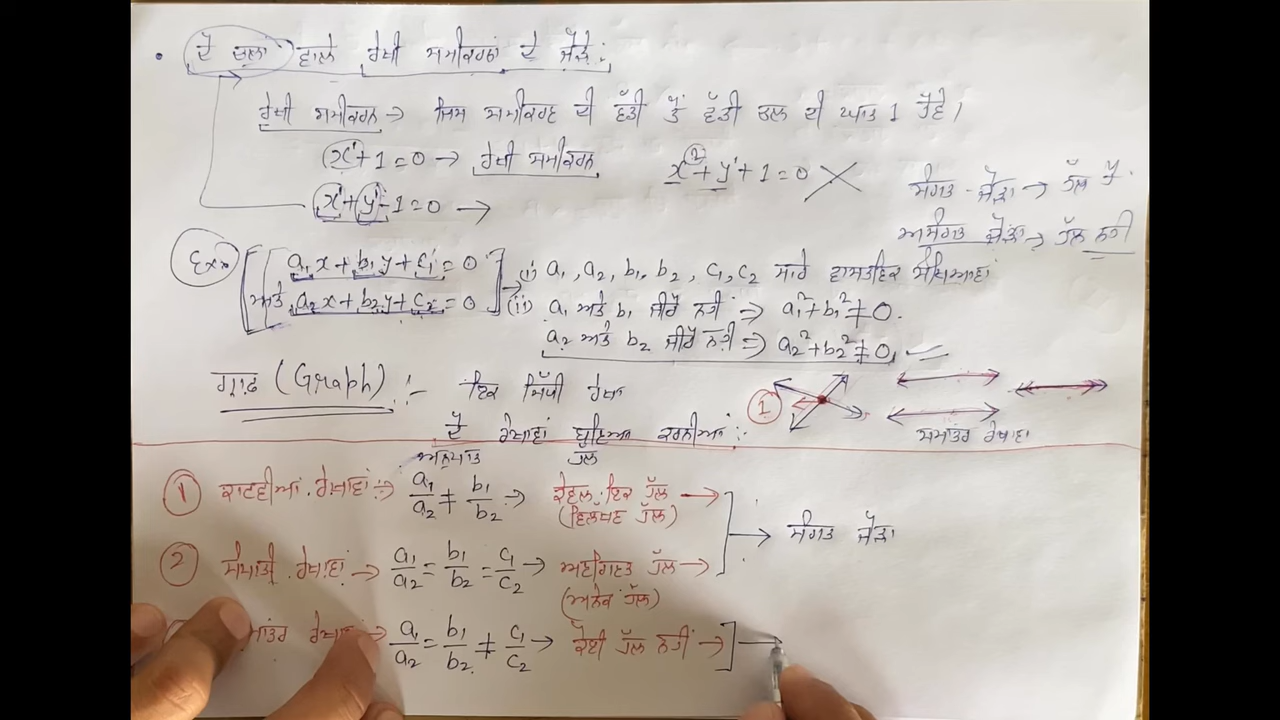 • ਦੋ ਚਲਾਂ ਵਾਲੇ ਰੇਖੀ ਸਮੀਕਰਨਾਂ ਦੇ ਜੋੜੇ:
ਰੇਖੀ ਸਮੀਕਰਨ → ਜਿਸ ਸਮੀਕਰਣ ਦੀ ਵੱਤੀ ਤੋਂ ਵੱਤੀ ਚਲ ਦੀ ਘਾਤ 1 ਹੋਵੇ।
x¹+1=0 → ਰੇਖੀ ਸਮੀਕਰਨ
x²+y¹+1=0
x¹+y¹-1=0 →
ਸੰਗਤ ਜੋੜਾ → ਹੱਲ ਹੈ.
ਅਸੰਗਤ ਜੋੜਾ → ਹੱਲ ਨਹੀ
a₁x+b₁y+c₁=0
ਅਤੇ a₂x+b₂y+c₂=0
(i) a₁, a₂, b₁, b₂, c₁, c₂ ਸਾਰੇ ਵਾਸਤਵਿਕ ਸੰਖਿਆਵਾਂ
(ii) a₁ ਅਤੇ b₁ ਜੀਰੋ ਨਹੀ ⇒ a₁²+b₁²≠0.
a₂ ਅਤੇ b₂ ਜੀਰੋ ਨਹੀ ⇒ a₂²+b₂²≠0,
ਗ੍ਰਾਫ (Graph) :- ਇਕ ਸਿੱਧੀ ਰੇਖਾ
ਦੋ ਰੇਖਾਵਾਂ ਬੁਣਿਆ ਕਰਨੀਆਂ:
①
ਸਮਾਂਤਰ ਰੇਖਾਵਾ
ਅਨੁਪਾਤ ਹੱਲ
① ਕਾਟਵੀਆਂ ਰੇਖਾਵਾਂ ⇒ a₁/a₂ ≠ b₁/b₂ → ਕੇਵਲ ਇਕ ਹੱਲ →
(ਵਿਲੱਖਣ ਹੱਲ)
→ ਸੰਗਤ ਜੋੜਾ
② ਸੰਪਾਤੀ ਰੇਖਾਵਾਂ → a₁/a₂ = b₁/b₂ = c₁/c₂ → ਅਣਗਿਣਤ ਹੱਲ →
(ਅਨੇਕ ਹੱਲ)
ਮਾਂਤਰ ਰੇਖਾਵਾਂ → a₁/a₂ = b₁/b₂ ≠ c₁/c₂ → ਕੋਈ ਹੱਲ ਨਹੀਂ →